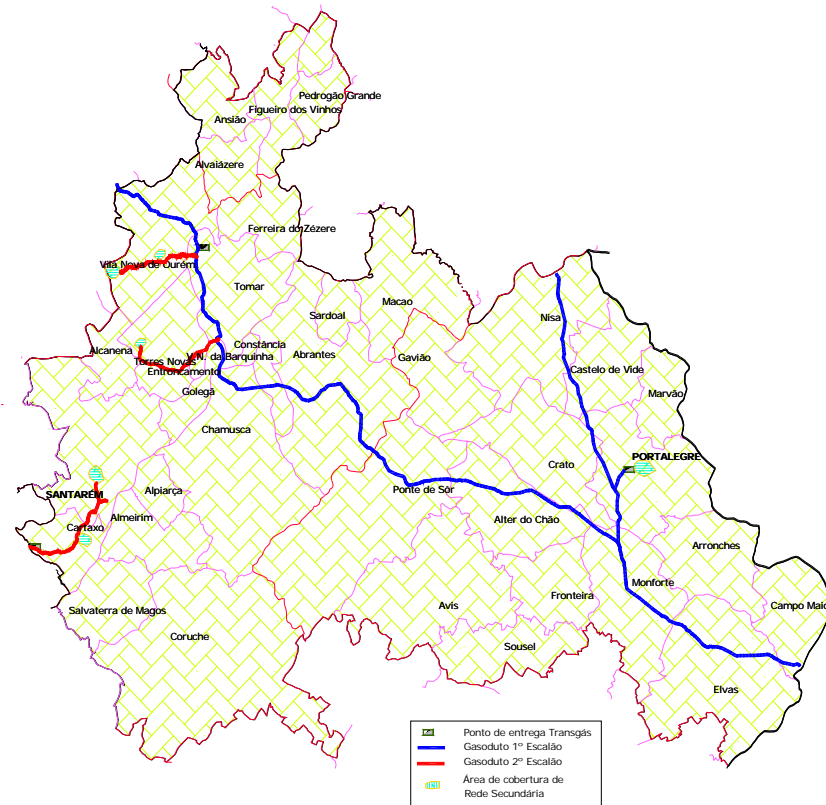 Pedrogão Grande
Figueiro dos Vinhos
Ansião
Alvaiázere
Ferreira do Zézere
Vila Nova de Ourém
Tomar
Macao
Sardoal
Nisa
Constância
Alcanena
Torres Novas
V.N. da Barquinha
Abrantes
Gavião
Entroncamento
Castelo de Vide
Golegã
Marvão
Chamusca
PORTALEGRE
Crato
SANTARÉM
Alpiarça
Ponte de Sôr
Almeirim
Alter do Chão
Cartaxo
Arronches
Monforte
Fronteira
Salvaterra de Magos
Avis
Campo Maio
Coruche
Sousel
Elvas
Ponto de entrega Transgás
Gasoduto 1º Escalão
Gasoduto 2º Escalão
Área de cobertura de
Rede Secundária